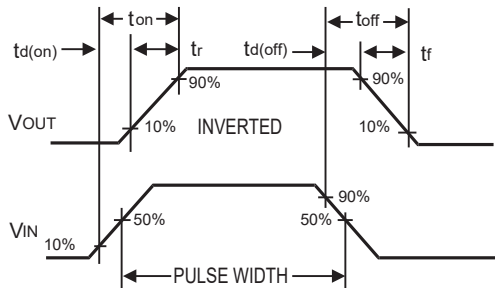 ton toff
td(on) tr td(off) tf
90% 90%
VOUT 10% INVERTED 10%
90%
50% 50%
VIN
10%
PULSE WIDTH